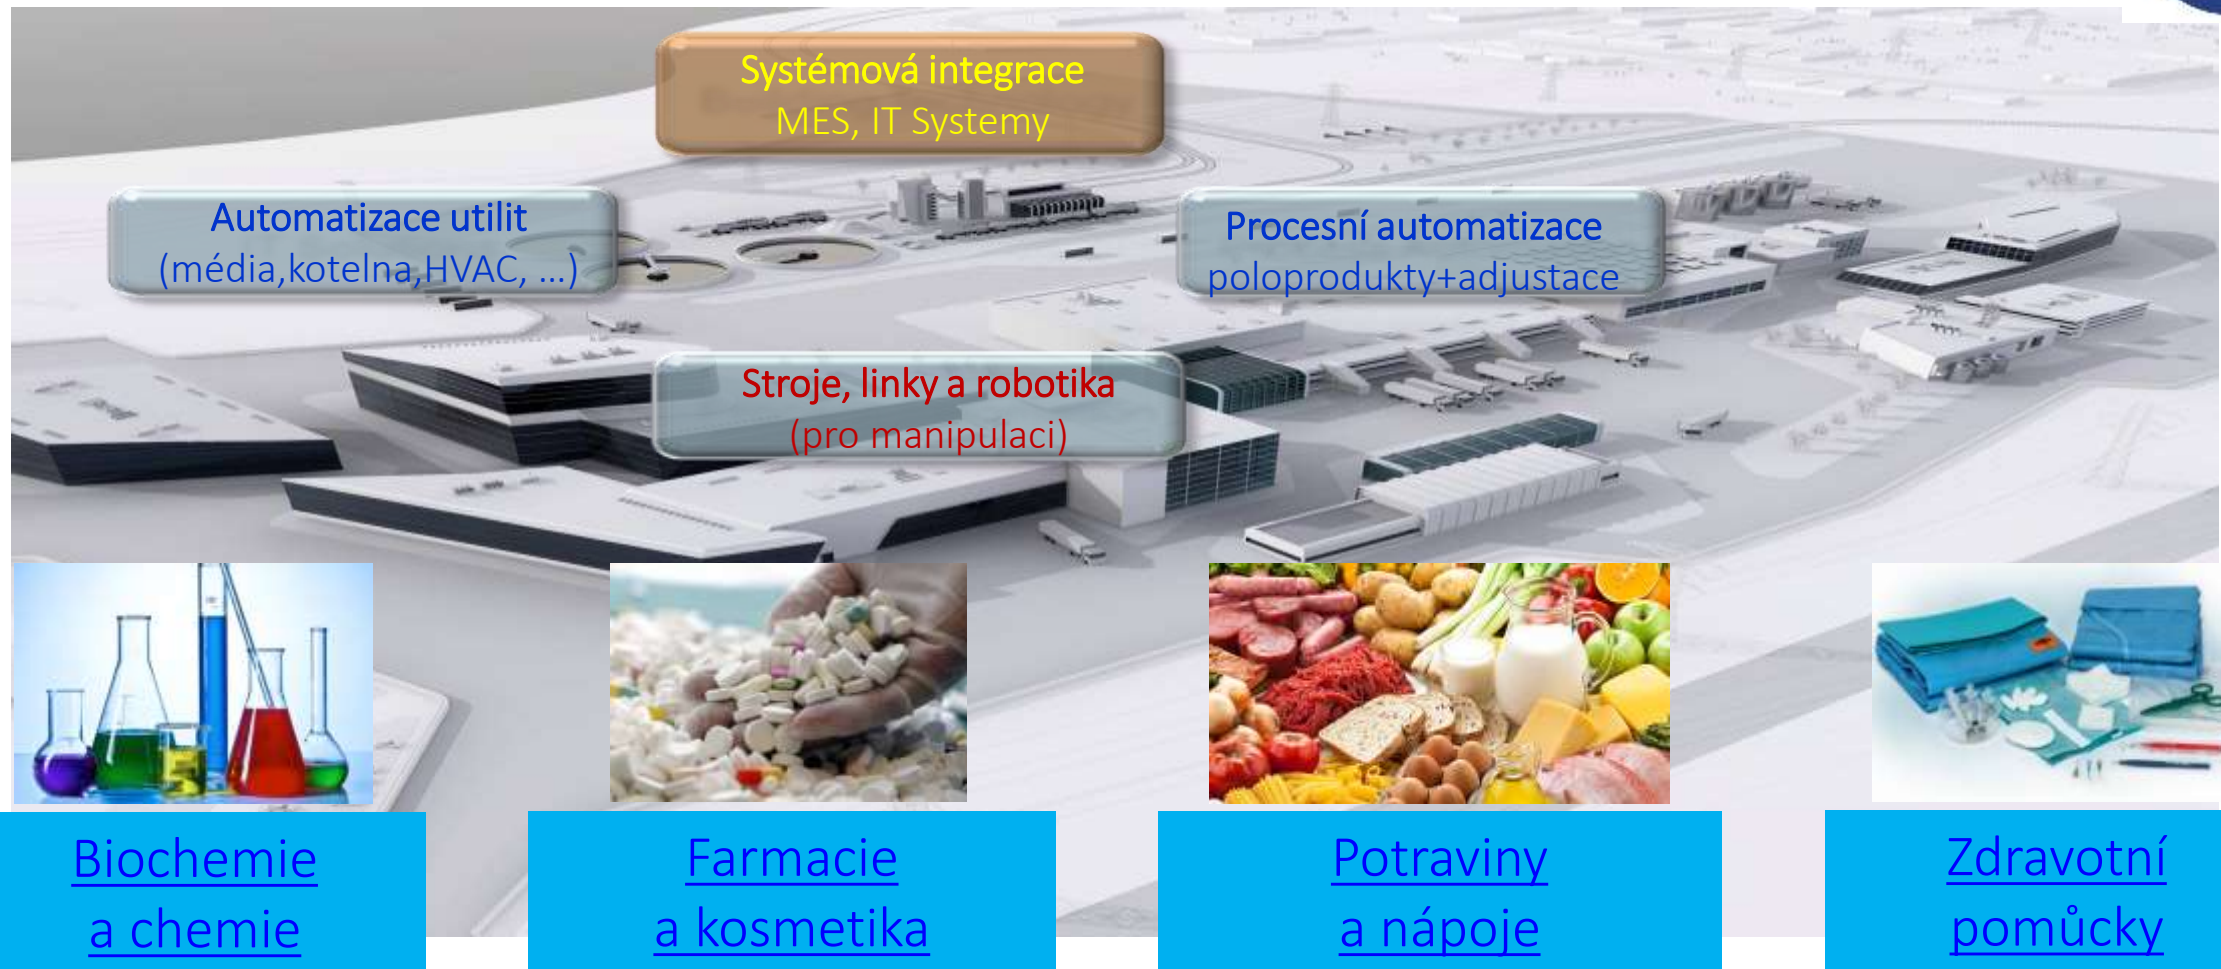 Systémová integrace
MES, IT Systemy
Automatizace utilit
(média,kotelna,HVAC, ...)
Procesní automatizace
poloprodukty+adjustace
Stroje, linky a robotika
(pro manipulaci)
Biochemie
a chemie
Farmacie
a kosmetika
Potraviny
a nápoje
Zdravotní
pomůcky